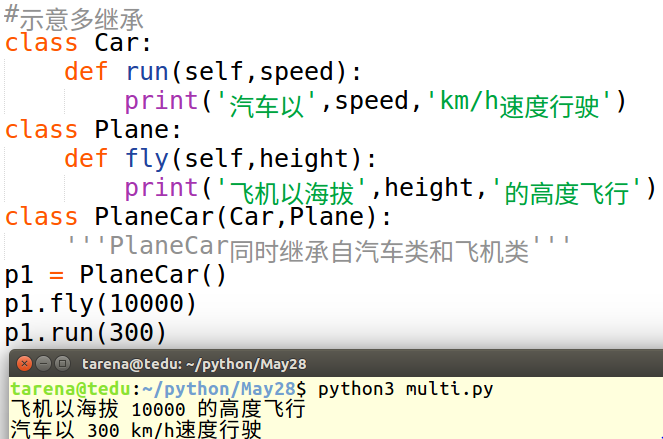 #示意多继承
class Car:
    def run(self,speed):
        print('汽车以',speed,'km/h速度行驶')
class Plane:
    def fly(self,height):
        print('飞机以海拔',height,'的高度飞行')
class PlaneCar(Car,Plane):
    '''PlaneCar同时继承自汽车类和飞机类'''
p1 = PlaneCar()
p1.fly(10000)
p1.run(300)
tarena@tedu: ~/python/May28
tarena@tedu:~/python/May28$ python3 multi.py
飞机以海拔 10000 的高度飞行
汽车以 300 km/h速度行驶